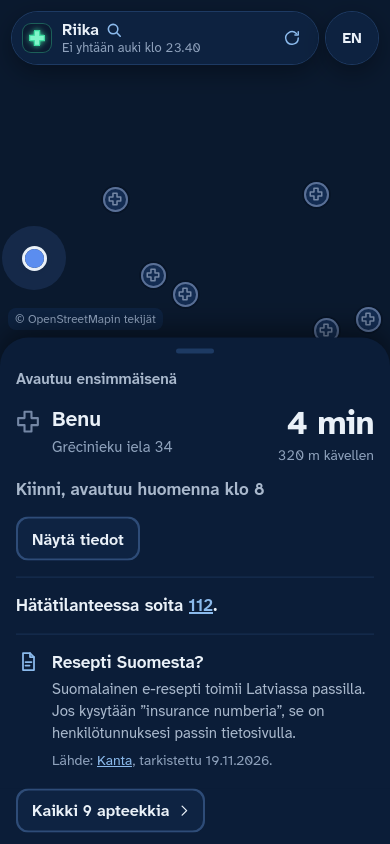 Riika
Ei yhtään auki klo 23.40
EN
© OpenStreetMapin tekijät
Avautuu ensimmäisenä
Benu
4 min
Grēcinieku iela 34
320 m kävellen
Kiinni, avautuu huomenna klo 8
Näytä tiedot
Hätätilanteessa soita 112.
Resepti Suomesta?
Suomalainen e-resepti toimii Latviassa passilla.
Jos kysytään ”insurance numberia”, se on
henkilötunnuksesi passin tietosivulla.
Lähde: Kanta, tarkistettu 19.11.2026.
Kaikki 9 apteekkia